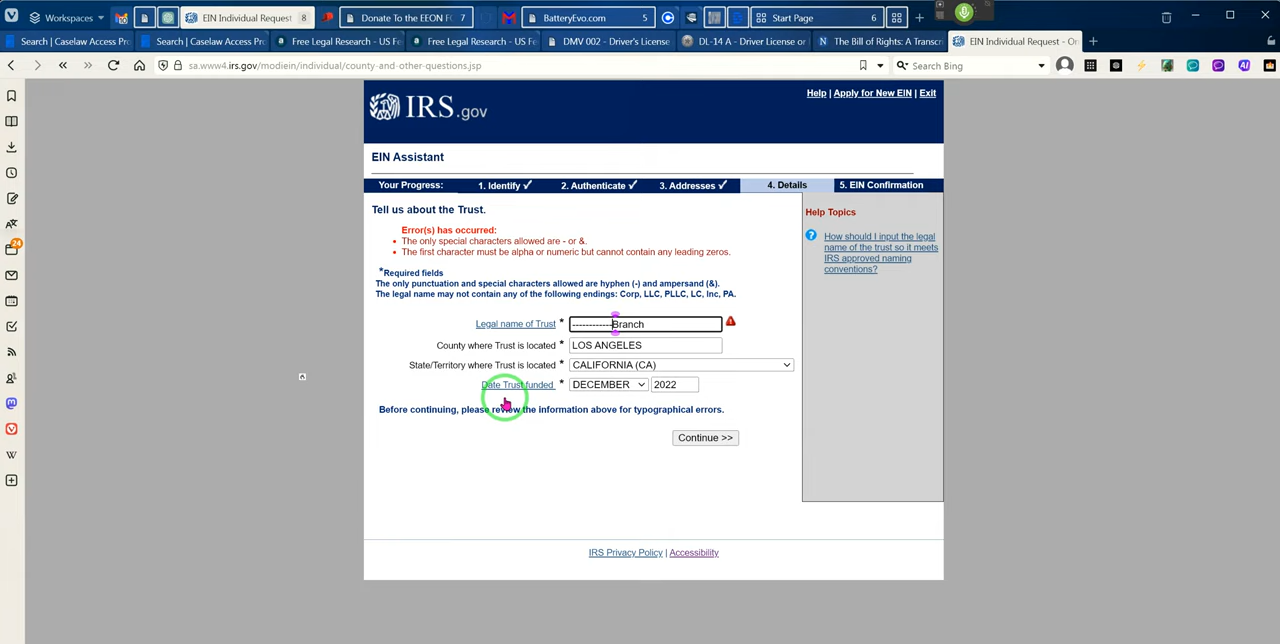 Workspaces
EIN Individual Request 8
Donate To the EEON F 7
BatteryEvo.com 5
Start Page 6
Search | Caselaw Access Pr
Search | Caselaw Access Pr
Free Legal Research - US F
Free Legal Research - US Fe
DMV 002 - Driver's License
DL-14 A - Driver License or
The Bill of Rights: A Transcr
EIN Individual Request - On
sa.www4.irs.gov/modiein/individual/county-and-other-questions.jsp
Search Bing
24
IRS.gov
Help | Apply for New EIN | Exit
EIN Assistant
Your Progress: 1. Identify ✓ 2. Authenticate ✓ 3. Addresses ✓ 4. Details 5. EIN Confirmation
Tell us about the Trust.
Error(s) has occurred:
• The only special characters allowed are - or &.
• The first character must be alpha or numeric but cannot contain any leading zeros.
*Required fields
The only punctuation and special characters allowed are hyphen (-) and ampersand (&).
The legal name may not contain any of the following endings: Corp, LLC, PLLC, LC, Inc, PA.
Legal name of Trust * ------------Branch
County where Trust is located * LOS ANGELES
State/Territory where Trust is located * CALIFORNIA (CA)
Date Trust funded * DECEMBER 2022
Before continuing, please review the information above for typographical errors.
Continue >>
Help Topics
How should I input the legal
name of the trust so it meets
IRS approved naming
conventions?
IRS Privacy Policy | Accessibility